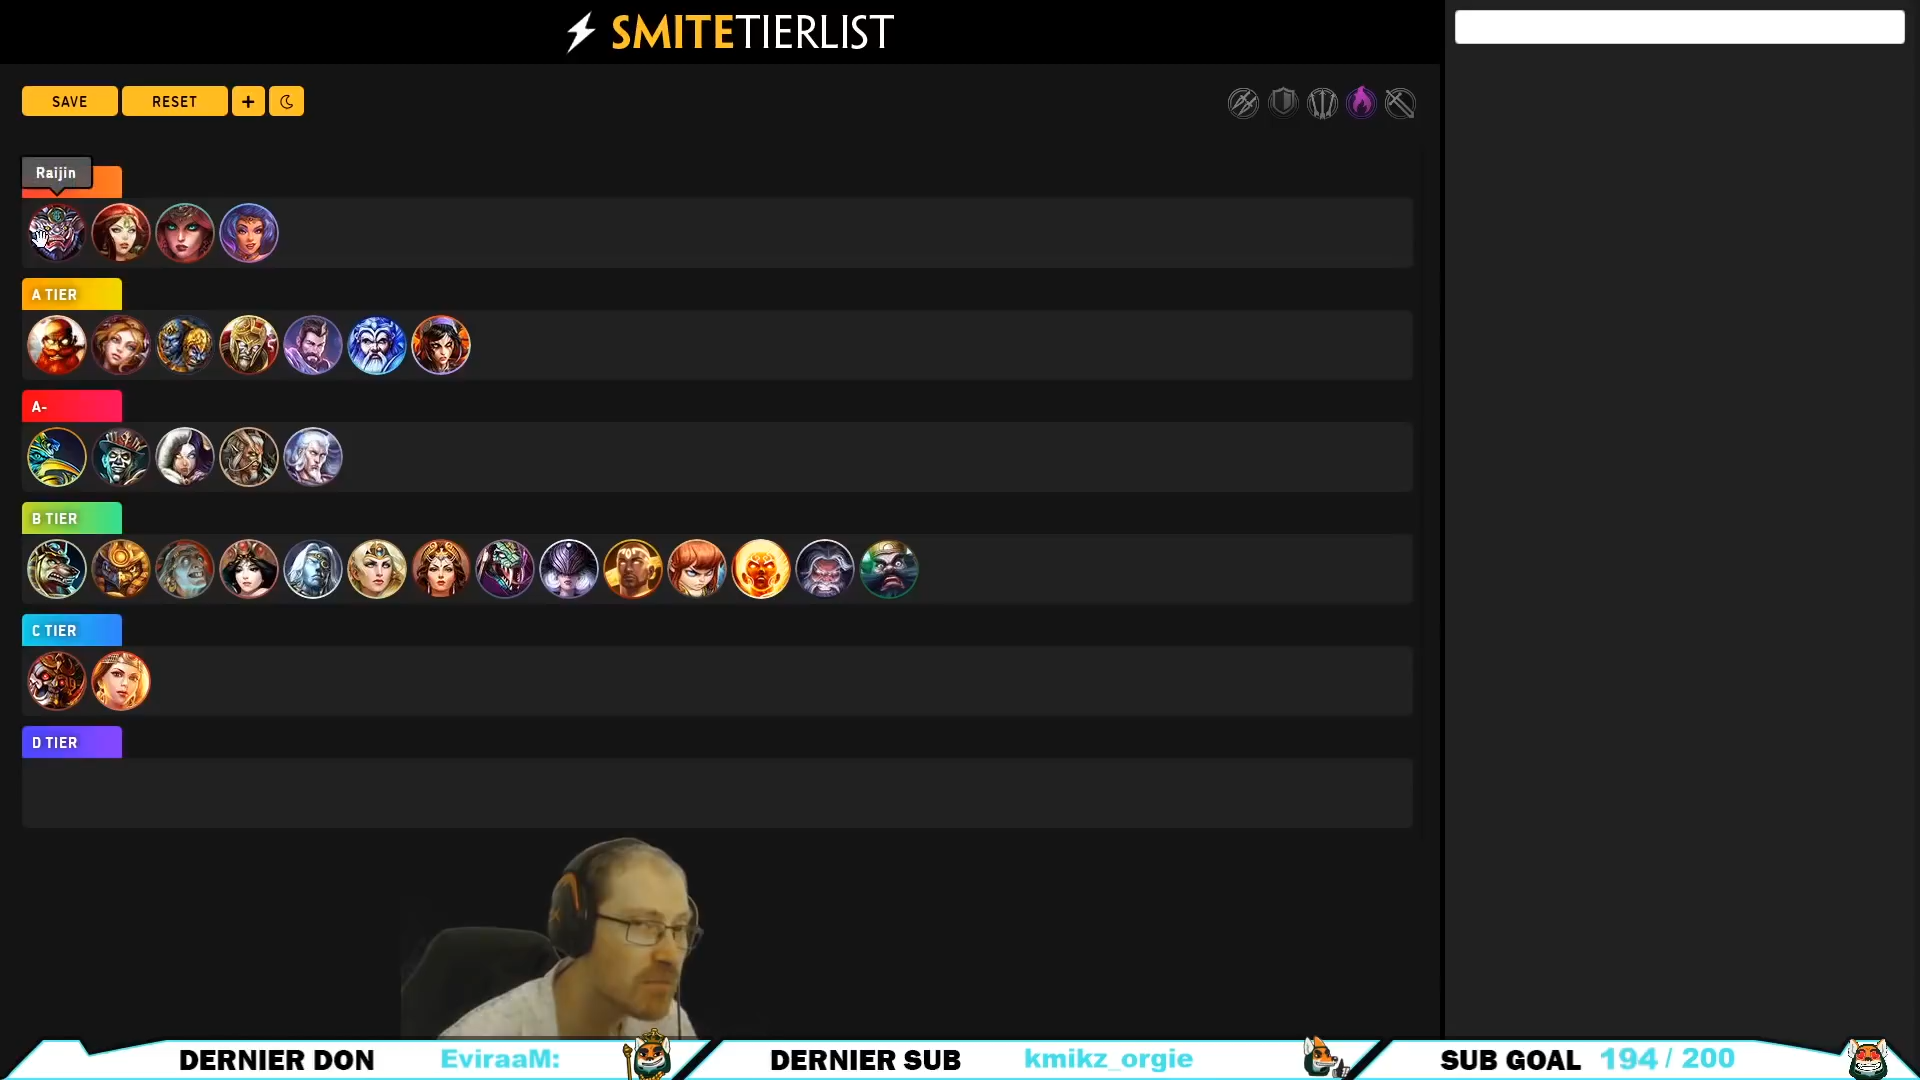 SMITETIERLIST
SAVE RESET +
Raijin
A TIER
A-
B TIER
C TIER
D TIER
DERNIER DON EviraaM: DERNIER SUB kmikz_orgie SUB GOAL 194 / 200